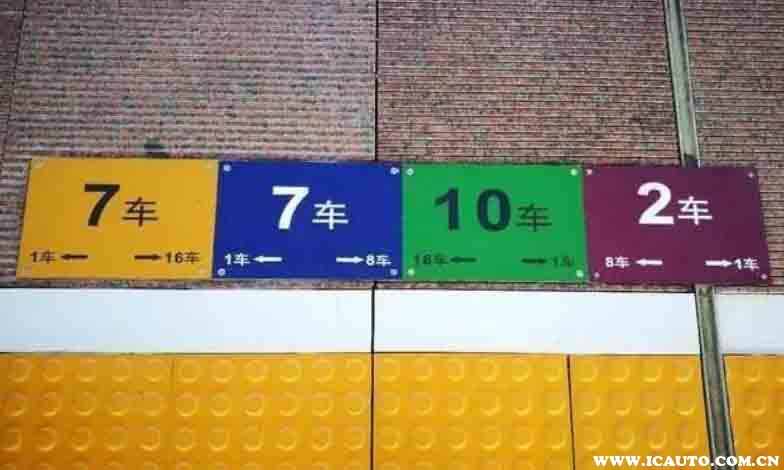 7车
1车 ← → 16车
7车
1车 ← → 8车
10车
16车 ← → 1车
2车
8车 ← → 1车
WWW.ICAUTO.COM.CN